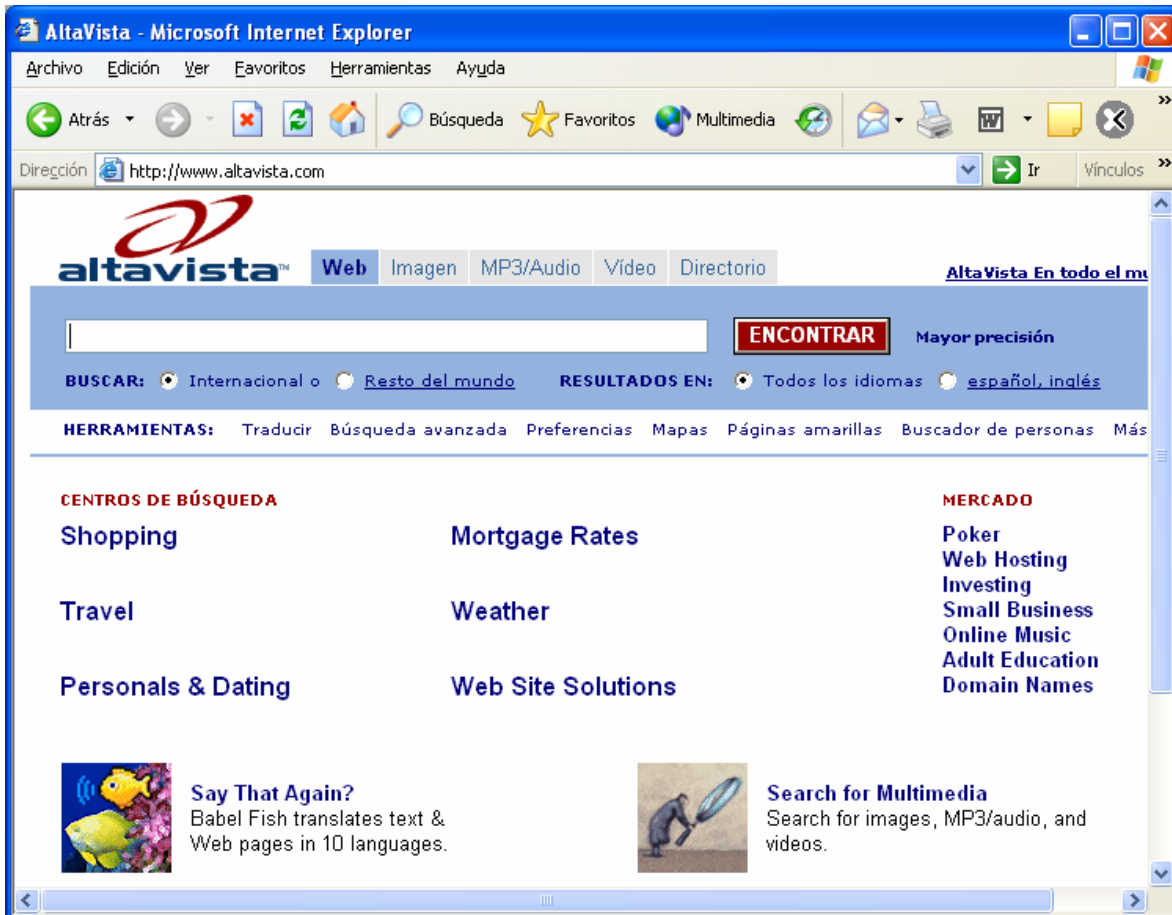 AltaVista - Microsoft Internet Explorer
Archivo Edición Ver Favoritos Herramientas Ayuda
Atrás Búsqueda Favoritos Multimedia
Dirección http://www.altavista.com Ir Vínculos
altavista™ Web Imagen MP3/Audio Vídeo Directorio AltaVista En todo el mu
ENCONTRAR Mayor precisión
BUSCAR: Internacional o Resto del mundo RESULTADOS EN: Todos los idiomas español, inglés
HERRAMIENTAS: Traducir Búsqueda avanzada Preferencias Mapas Páginas amarillas Buscador de personas Más
CENTROS DE BÚSQUEDA
Shopping Mortgage Rates
Travel Weather
Personals & Dating Web Site Solutions
MERCADO
Poker
Web Hosting
Investing
Small Business
Online Music
Adult Education
Domain Names
Say That Again?
Babel Fish translates text &
Web pages in 10 languages.
Search for Multimedia
Search for images, MP3/audio, and
videos.